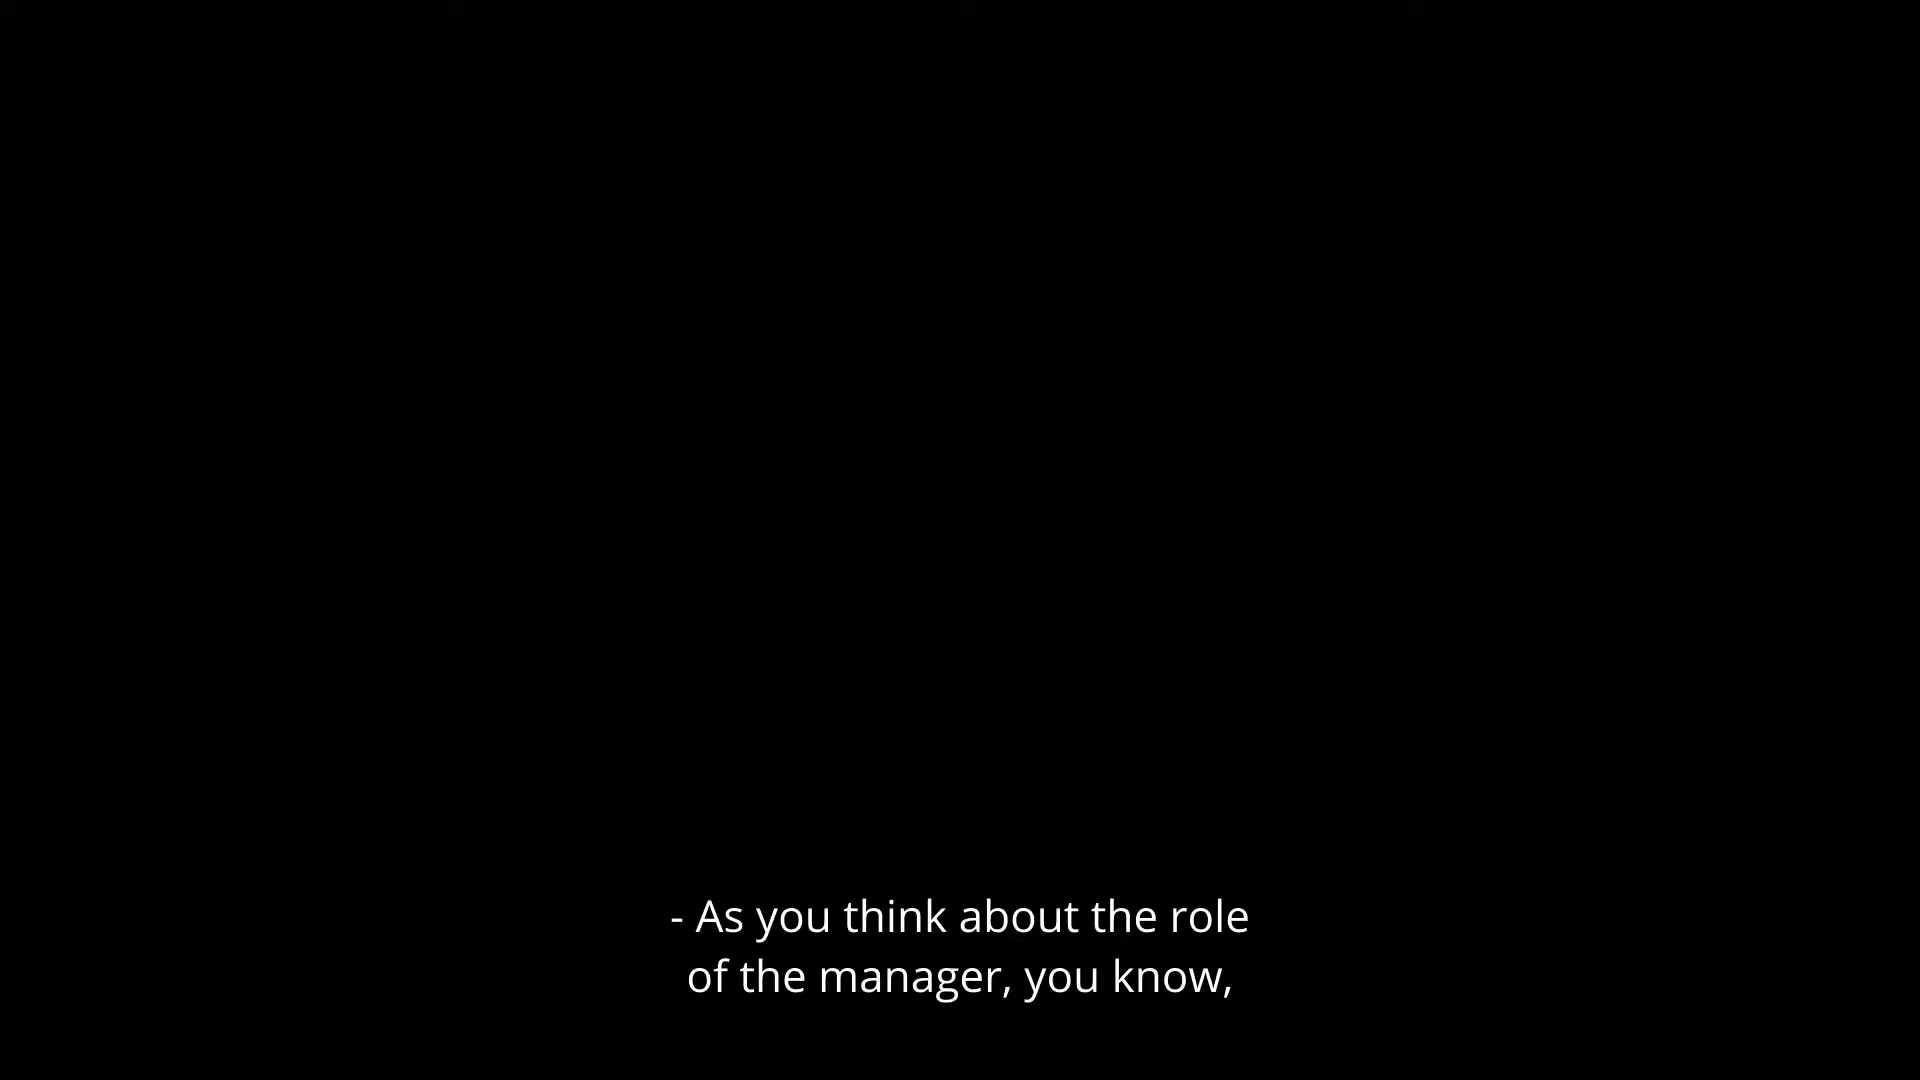 - As you think about the role
of the manager, you know,